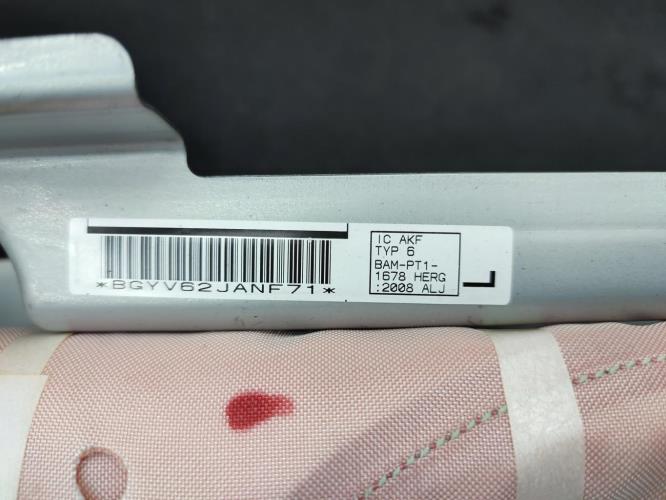 *BGYV62JANF71*
IC AKF
TYP 6
BAM-PT1-
1678 HERG
:2008 ALJ
L